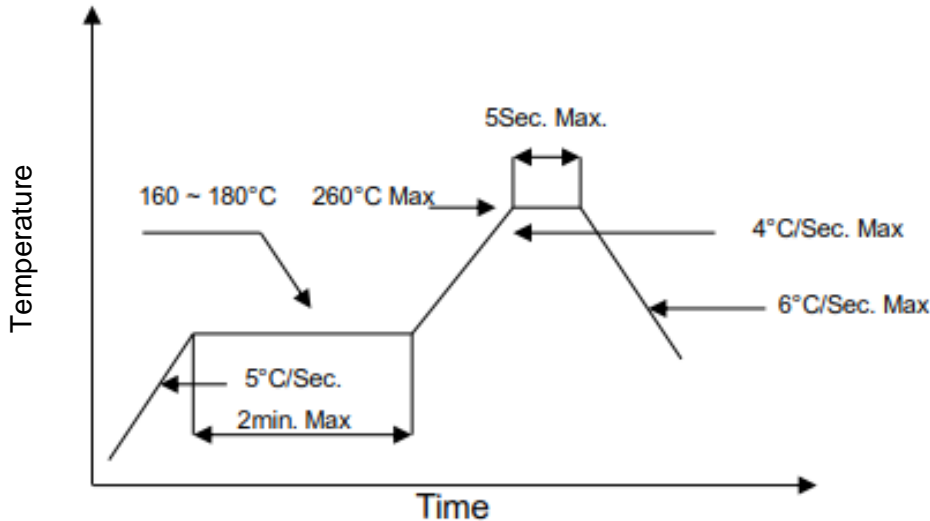 5Sec. Max.
160 ~ 180°C
260°C Max
4°C/Sec. Max
6°C/Sec. Max
5°C/Sec.
2min. Max
Temperature
Time